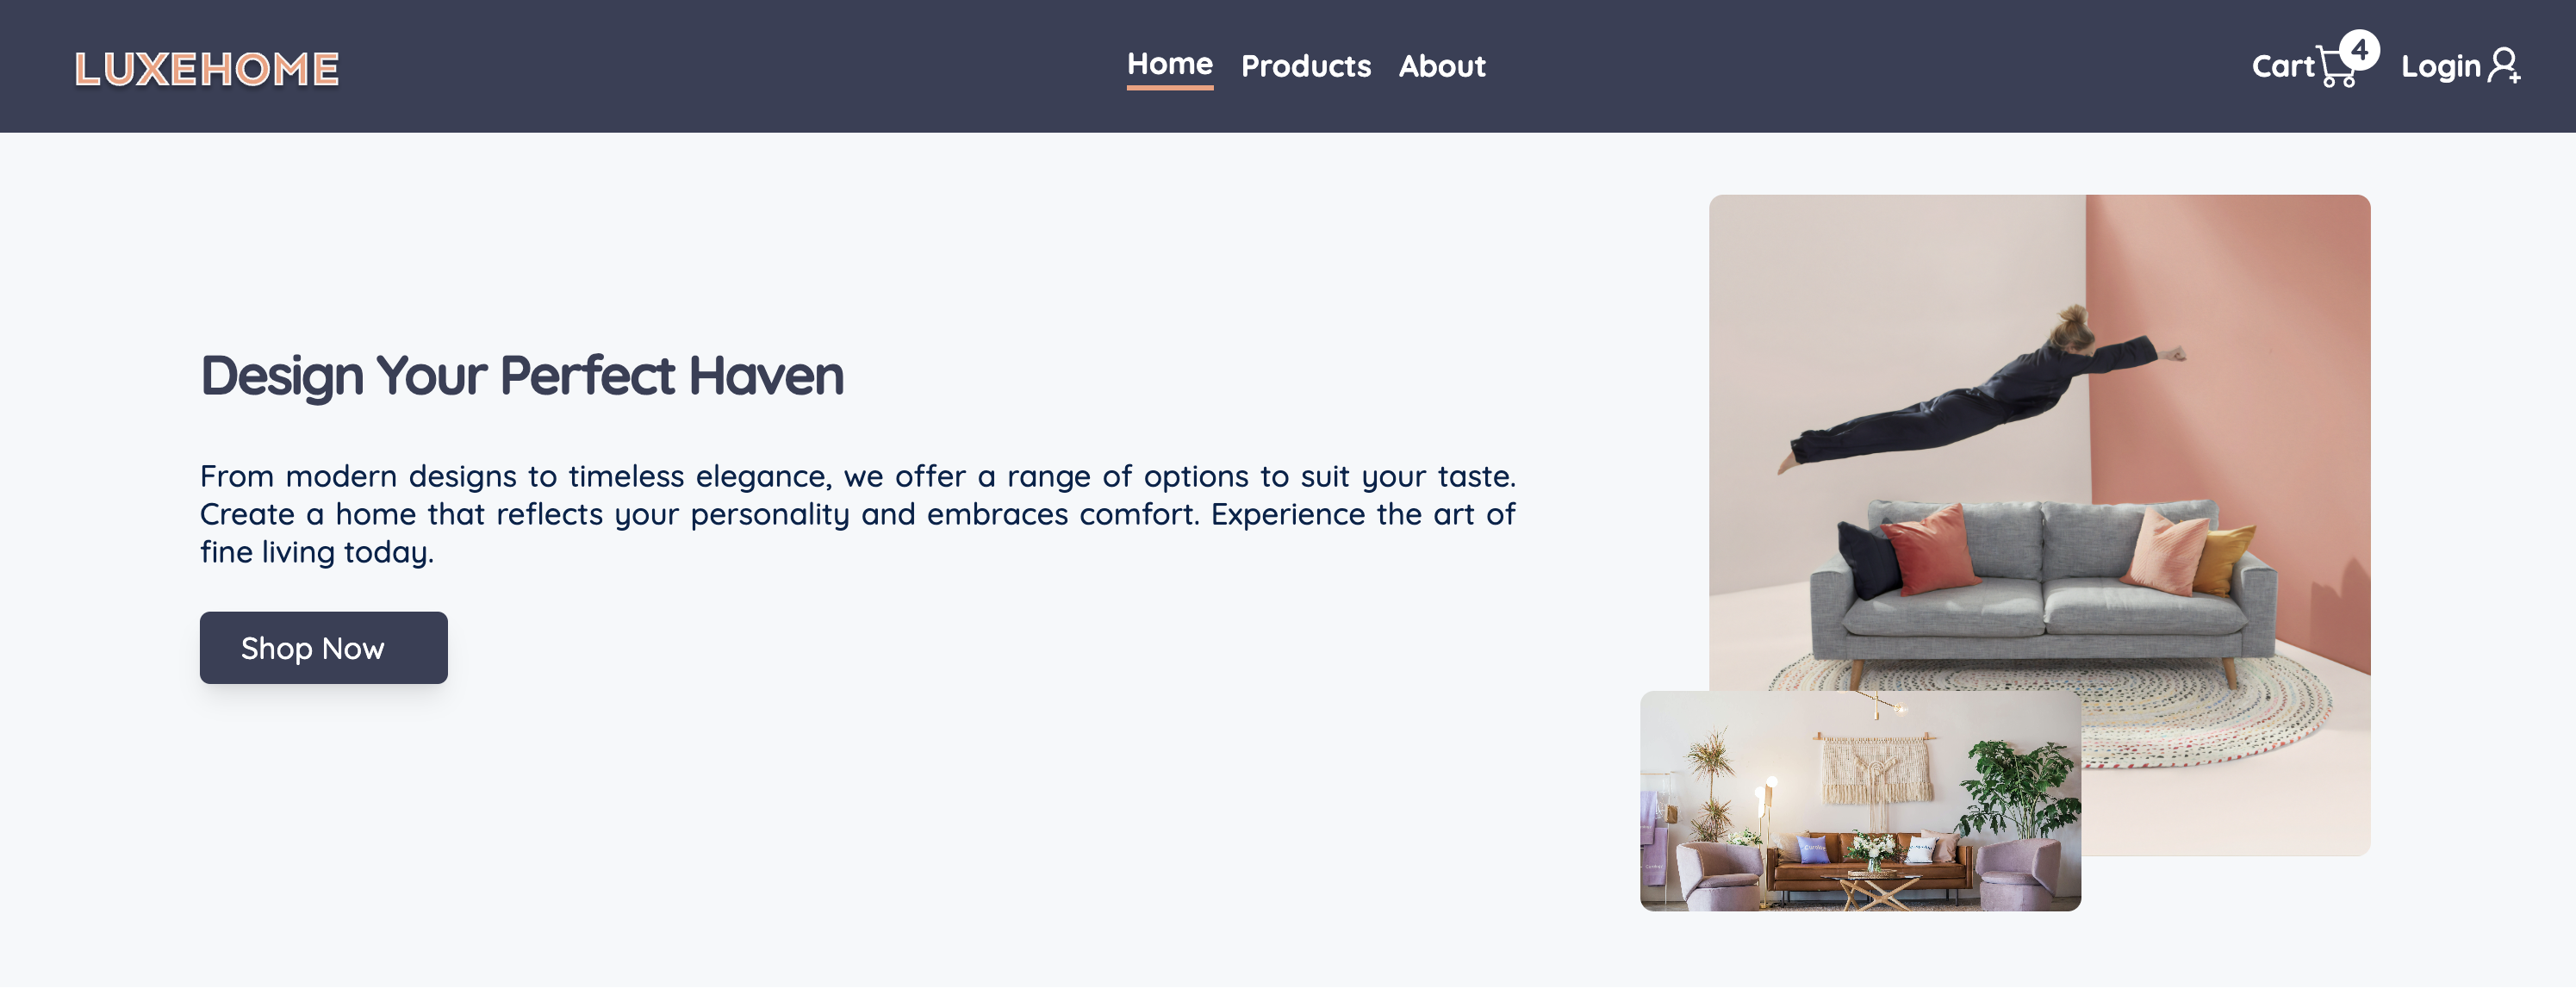 LUXEHOME
Home Products About
Cart 4 Login
Design Your Perfect Haven
From modern designs to timeless elegance, we offer a range of options to suit your taste.
Create a home that reflects your personality and embraces comfort. Experience the art of
fine living today.
Shop Now